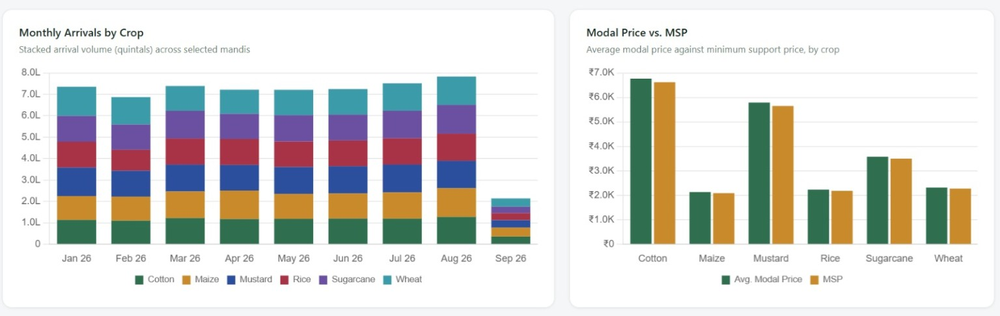 Monthly Arrivals by Crop
Stacked arrival volume (quintals) across selected mandis
8.0L
7.0L
6.0L
5.0L
4.0L
3.0L
2.0L
1.0L
0
Jan 26 Feb 26 Mar 26 Apr 26 May 26 Jun 26 Jul 26 Aug 26 Sep 26
Cotton Maize Mustard Rice Sugarcane Wheat
Modal Price vs. MSP
Average modal price against minimum support price, by crop
₹7.0K
₹6.0K
₹5.0K
₹4.0K
₹3.0K
₹2.0K
₹1.0K
₹0
Cotton Maize Mustard Rice Sugarcane Wheat
Avg. Modal Price MSP